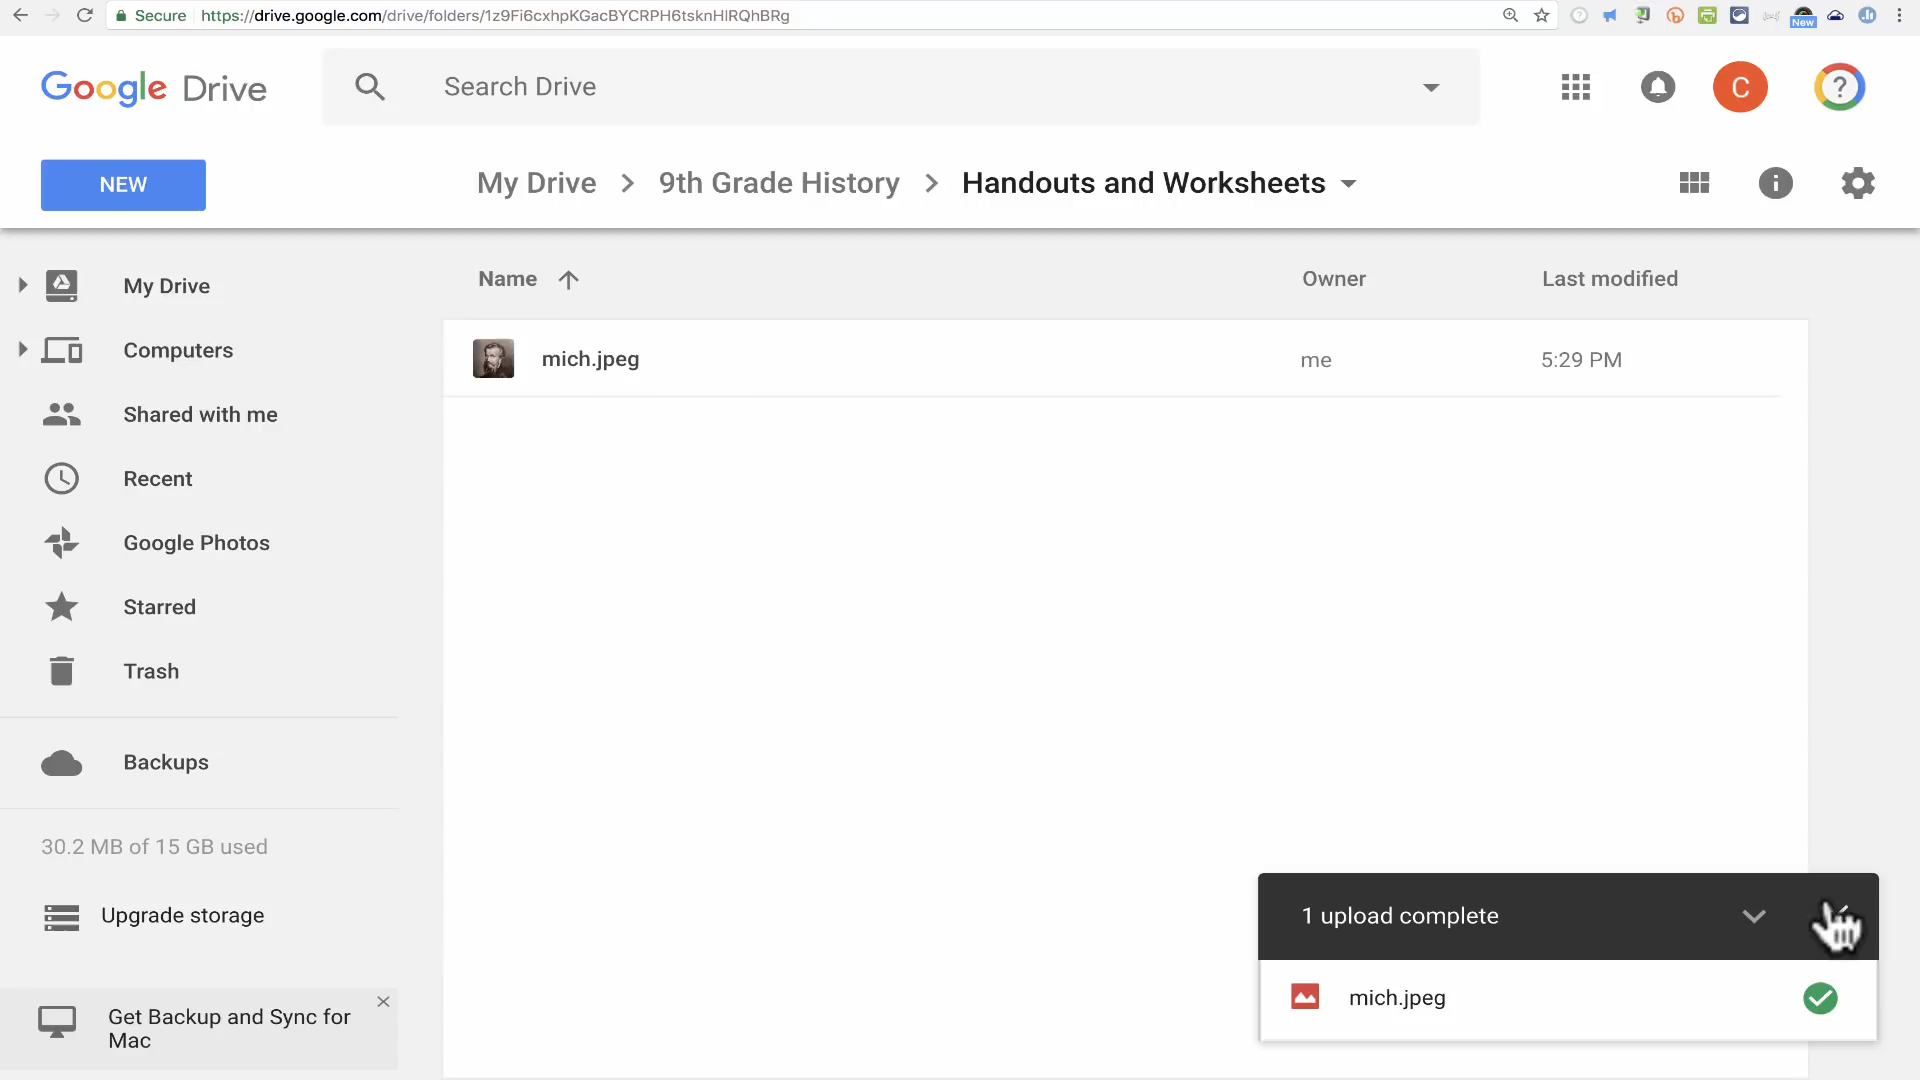 Secure https://drive.google.com/drive/folders/1z9Fi6cxhpKGacBYCRPH6tsknHlRQhBRg
New
Google Drive
Search Drive
C
?
NEW
My Drive > 9th Grade History > Handouts and Worksheets
My Drive
Computers
Shared with me
Recent
Google Photos
Starred
Trash
Backups
30.2 MB of 15 GB used
Upgrade storage
Get Backup and Sync for
Mac
Name Owner Last modified
mich.jpeg me 5:29 PM
1 upload complete
mich.jpeg